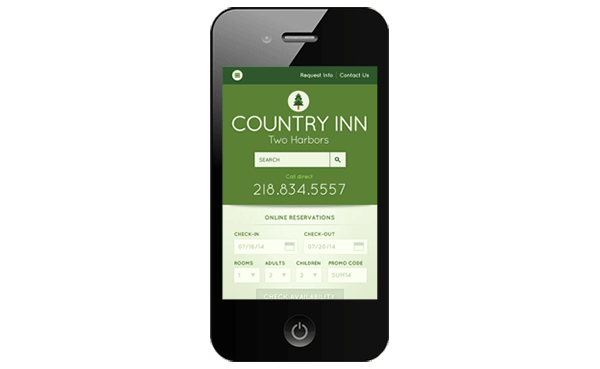 Request Info | Contact Us
COUNTRY INN
Two Harbors
SEARCH
Call direct
218.834.5557
ONLINE RESERVATIONS
CHECK-IN CHECK-OUT
07/16/14 07/20/14
ROOMS ADULTS CHILDREN PROMO CODE
1 2 2 SUM14
CHECK AVAILABILITY